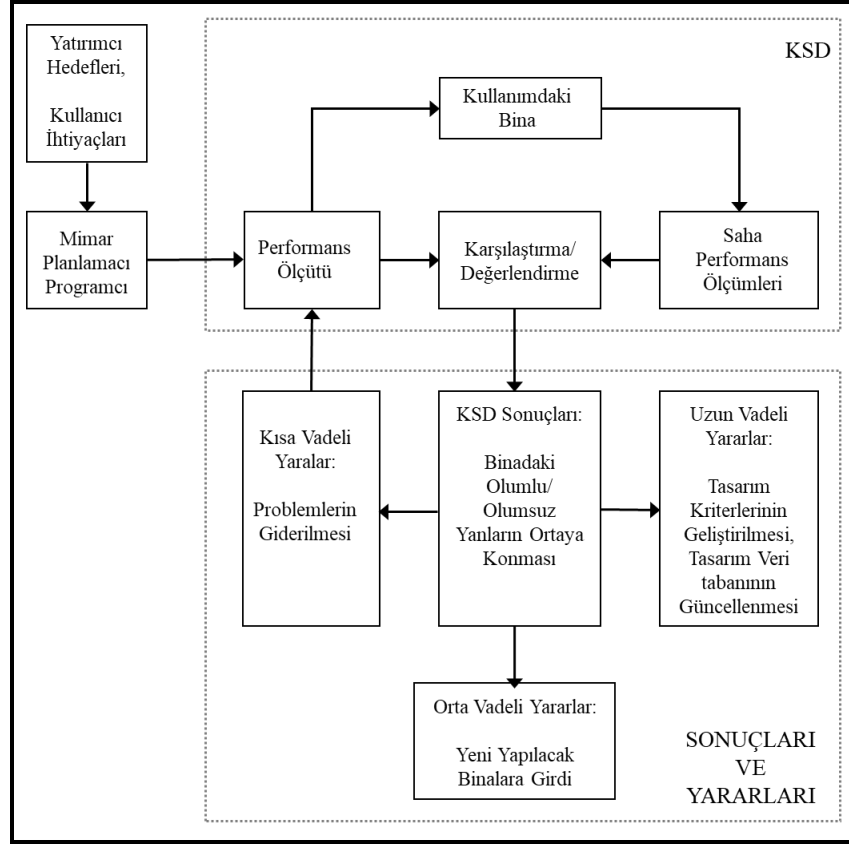 Yatırımcı
Hedefleri,
Kullanıcı
İhtiyaçları
KSD
Kullanımdaki
Bina
Mimar
Planlamacı
Programcı
Performans
Ölçütü
Karşılaştırma/
Değerlendirme
Saha
Performans
Ölçümleri
Kısa Vadeli
Yaralar:
Problemlerin
Giderilmesi
KSD Sonuçları:
Binadaki
Olumlu/
Olumsuz
Yanların Ortaya
Konması
Uzun Vadeli
Yararlar:
Tasarım
Kriterlerinin
Geliştirilmesi,
Tasarım Veri
tabanının
Güncellenmesi
Orta Vadeli Yararlar:
Yeni Yapılacak
Binalara Girdi
SONUÇLARI
VE
YARARLARI